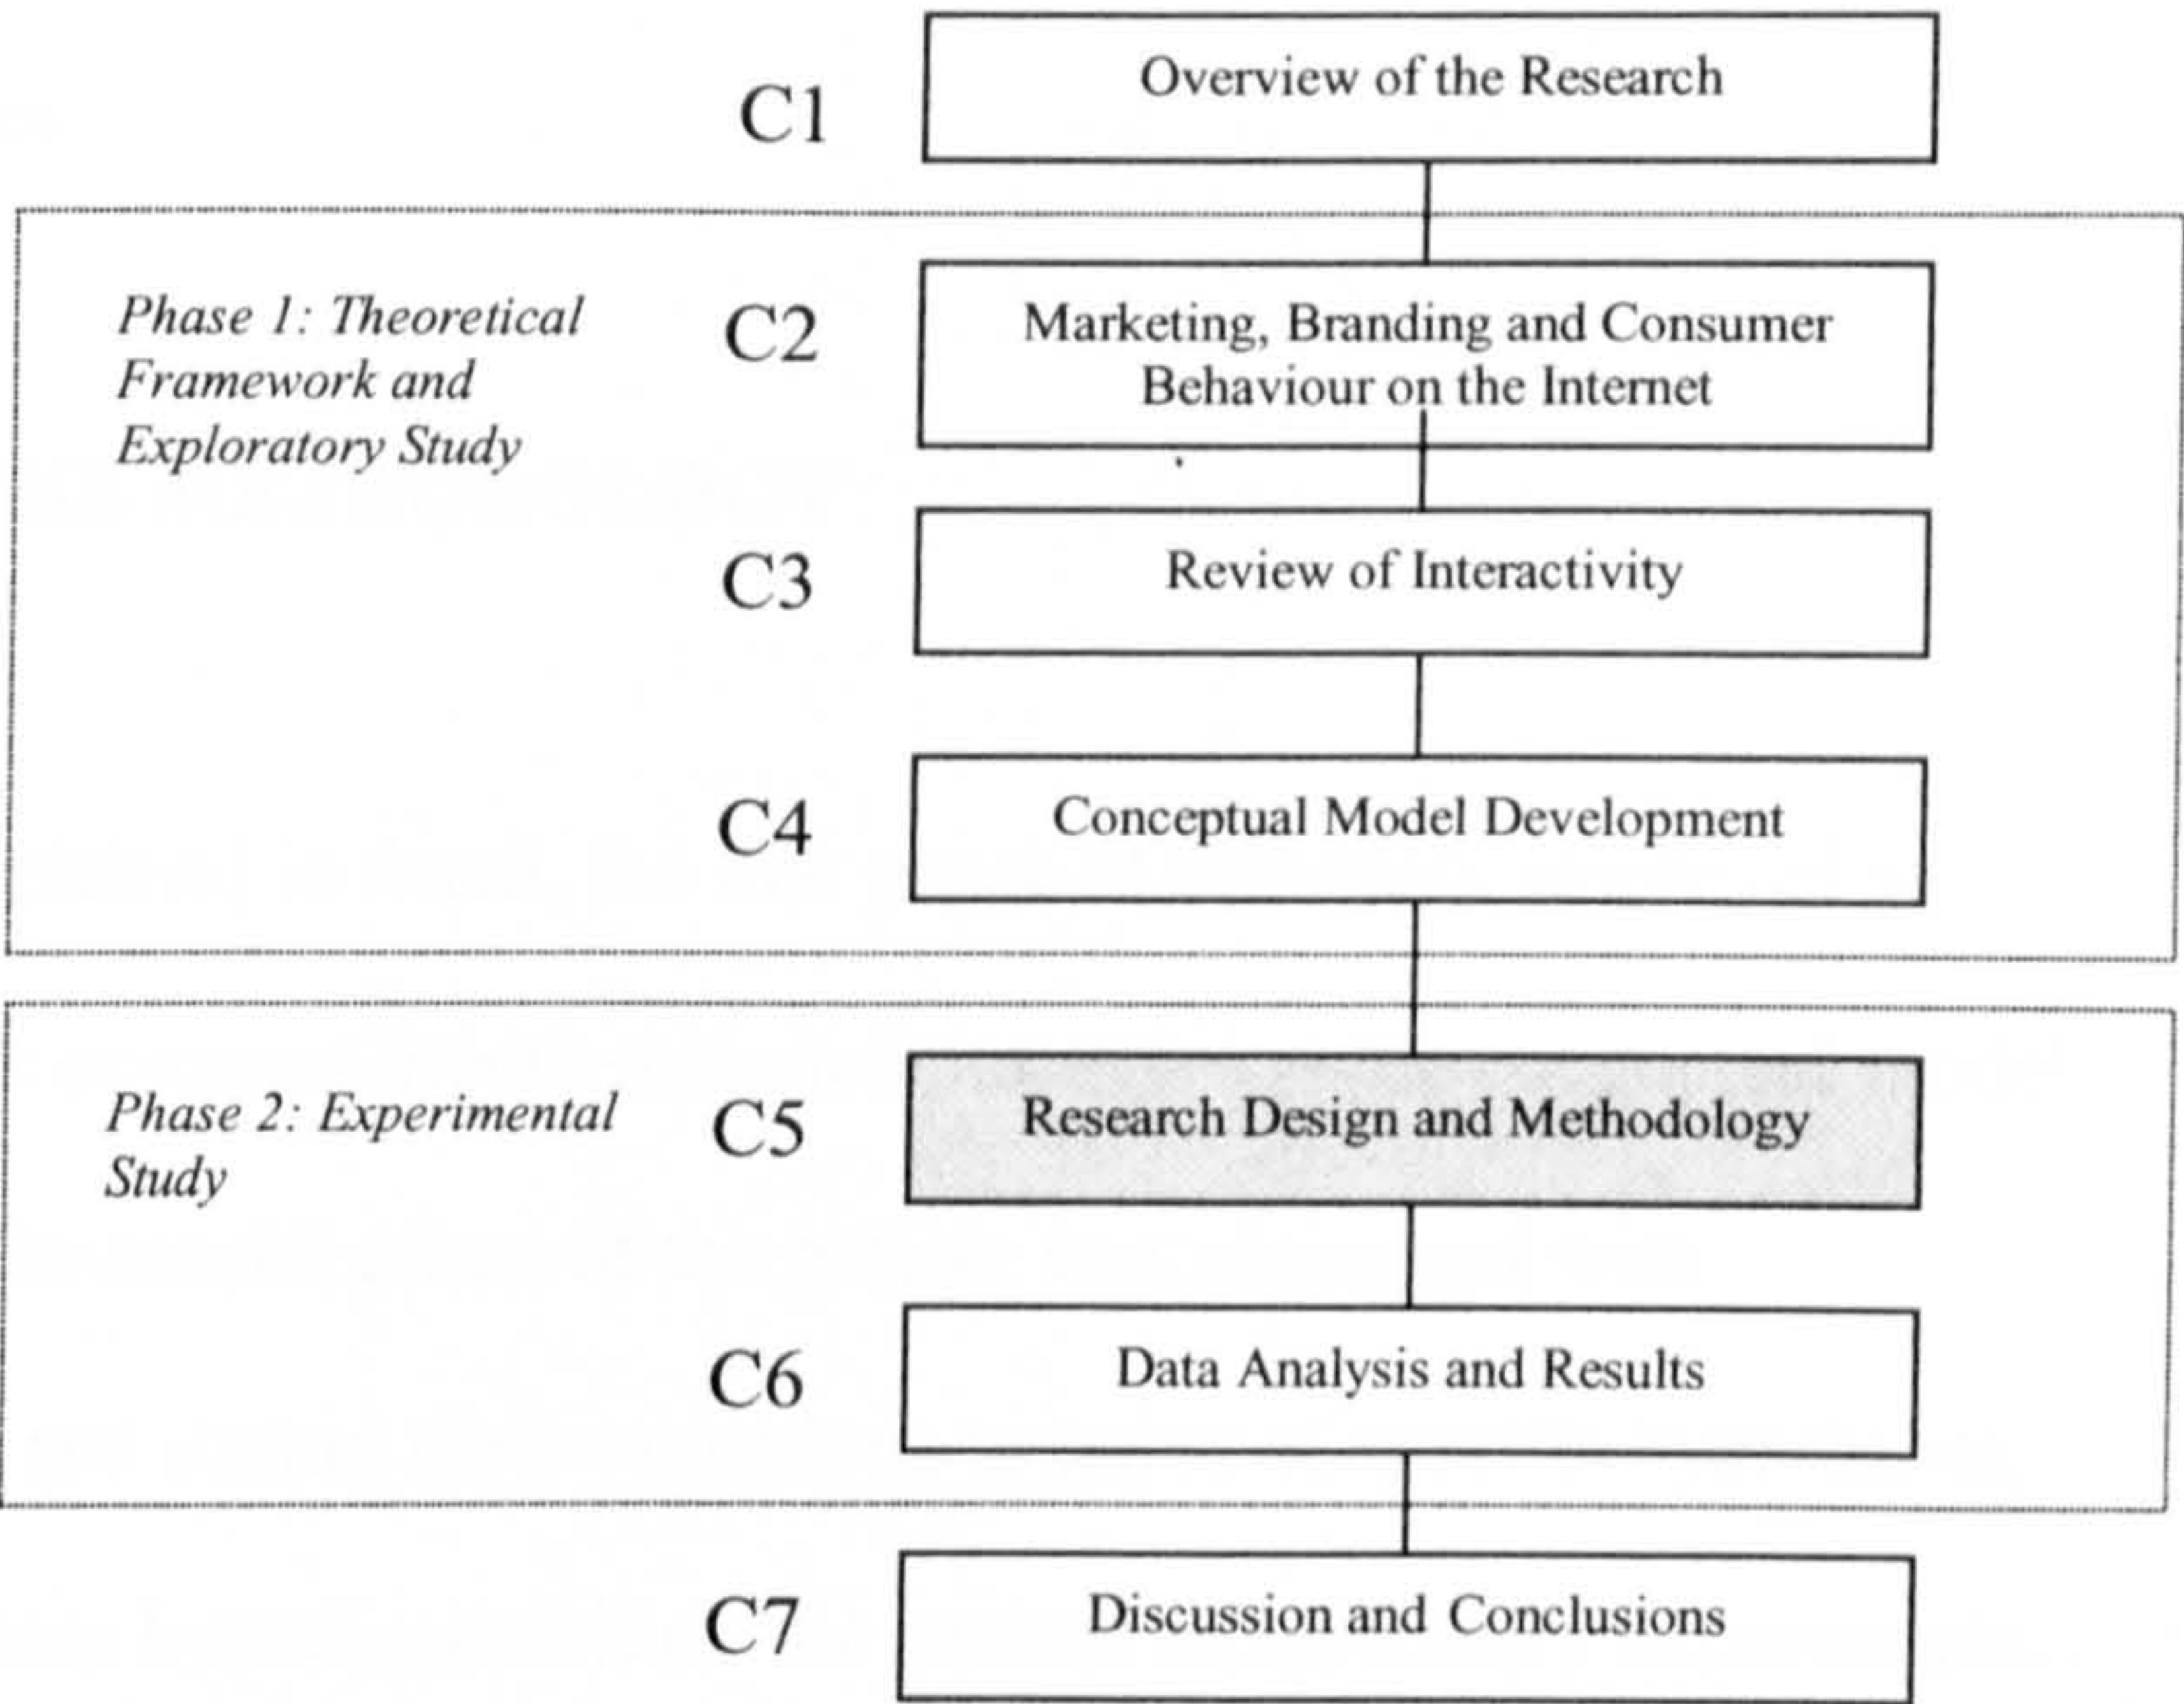 C1
Overview of the Research
Phase 1: Theoretical
Framework and
Exploratory Study
C2
Marketing, Branding and Consumer
Behaviour on the Internet
C3
Review of Interactivity
C4
Conceptual Model Development
Phase 2: Experimental
Study
C5
Research Design and Methodology
C6
Data Analysis and Results
C7
Discussion and Conclusions